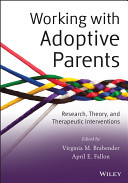 Working with
Adoptive Parents
Research, Theory, and
Therapeutic Interventions
Edited by
Virginia M. Brabender
April E. Fallon
WILEY